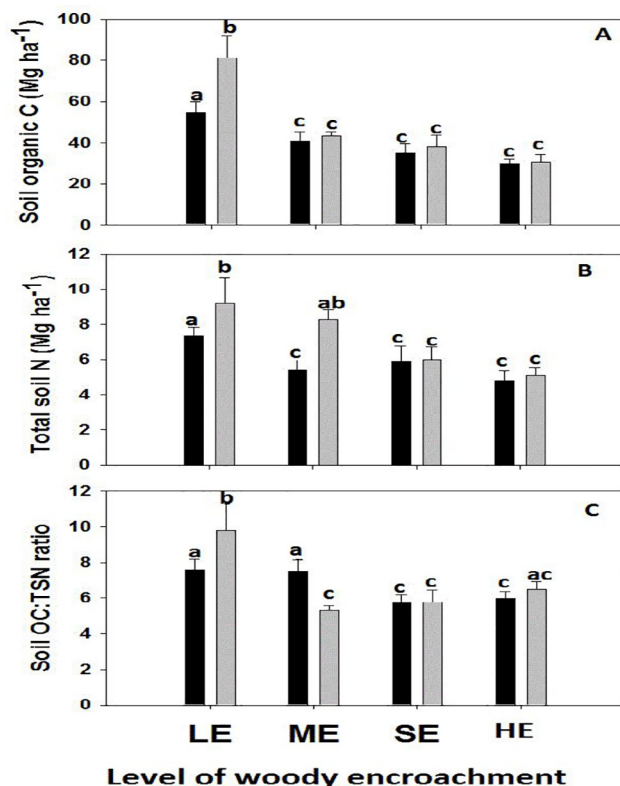 Soil organic C (Mg ha⁻¹)
100
80
60
40
20
0
A
a b c c c c c c
Total soil N (Mg ha⁻¹)
12
10
8
6
4
2
0
B
a b c ab c c c c
Soil OC:TSN ratio
12
10
8
6
4
2
0
C
a b a c c c c ac
LE ME SE HE
Level of woody encroachment